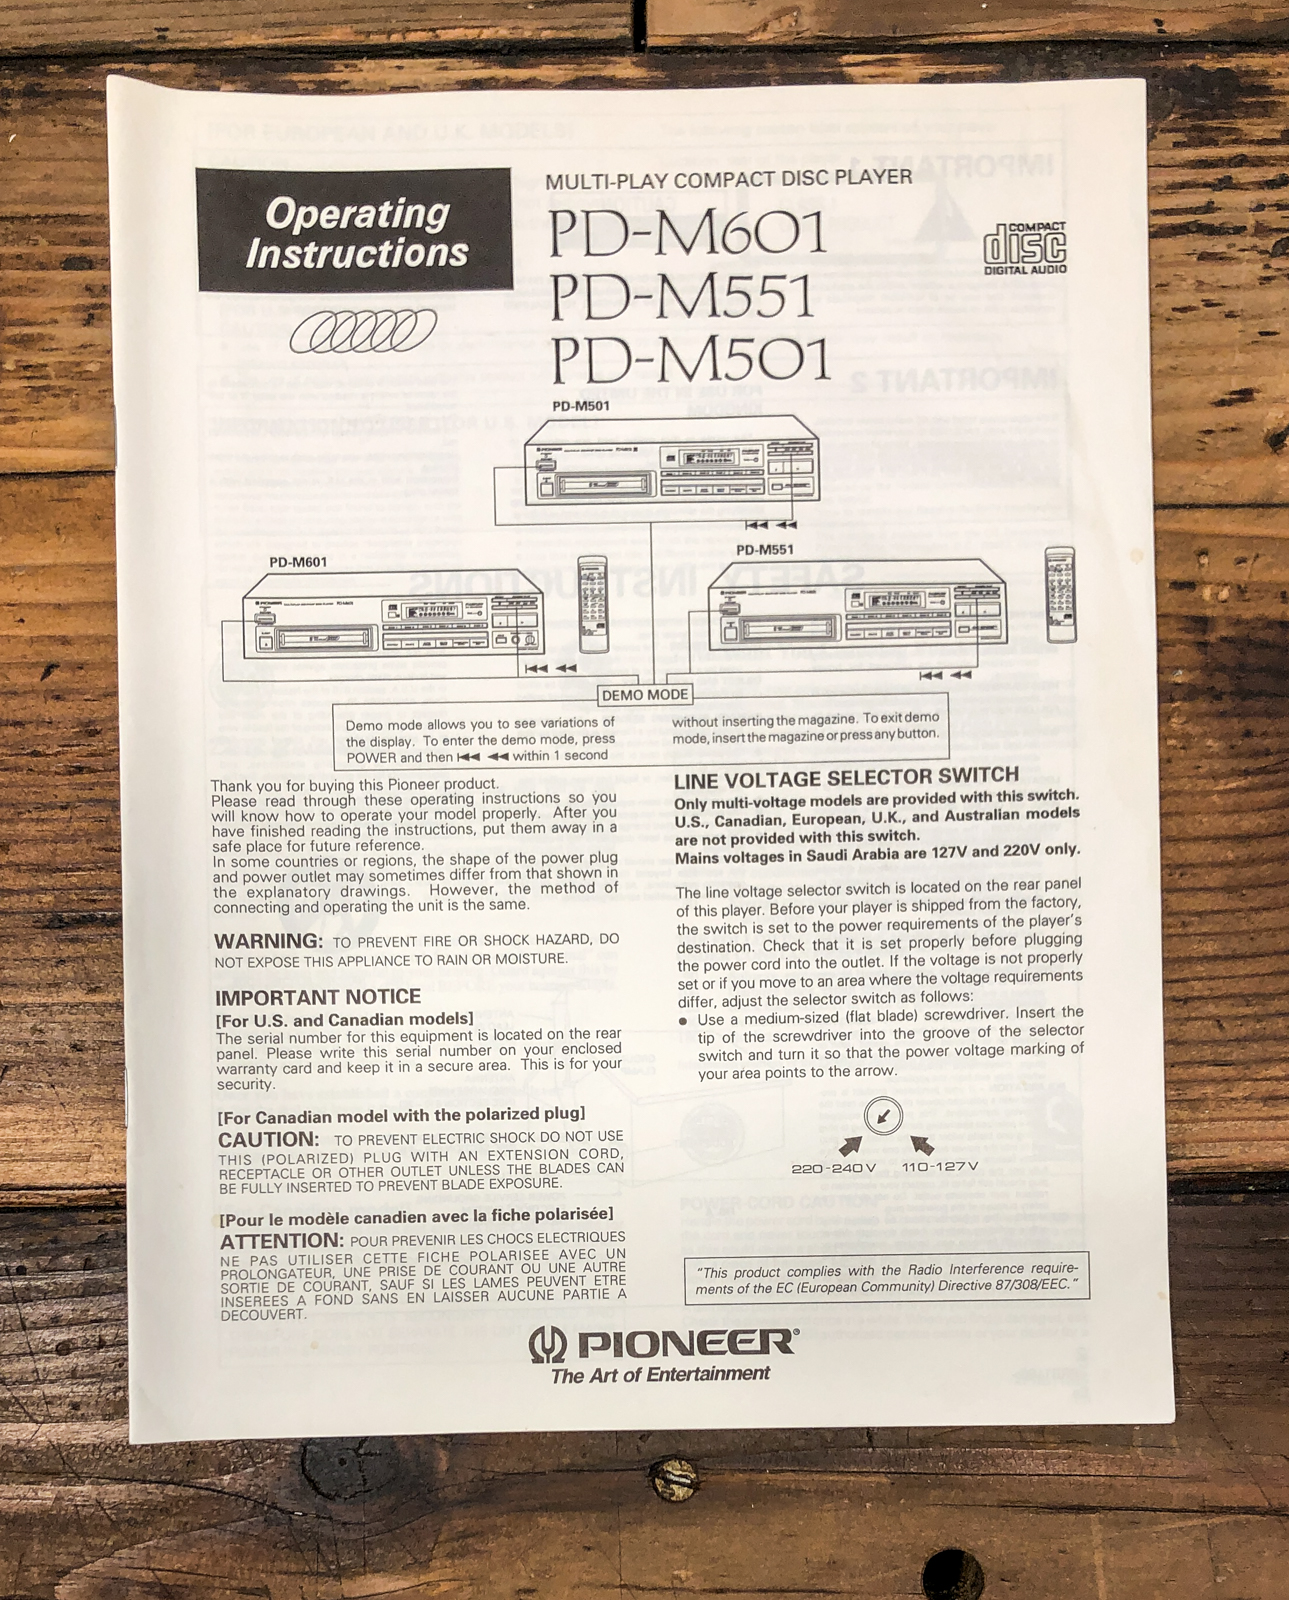 Operating
Instructions
MULTI-PLAY COMPACT DISC PLAYER
PD-M601
PD-M551
PD-M501
COMPACT
disc
DIGITAL AUDIO
PD-M501
PD-M601
PD-M551
DEMO MODE
Demo mode allows you to see variations of
the display. To enter the demo mode, press
POWER and then ⏮ ◀◀ within 1 second
without inserting the magazine. To exit demo
mode, insert the magazine or press any button.
Thank you for buying this Pioneer product.
Please read through these operating instructions so you
will know how to operate your model properly. After you
have finished reading the instructions, put them away in a
safe place for future reference.
In some countries or regions, the shape of the power plug
and power outlet may sometimes differ from that shown in
the explanatory drawings. However, the method of
connecting and operating the unit is the same.
WARNING: TO PREVENT FIRE OR SHOCK HAZARD, DO
NOT EXPOSE THIS APPLIANCE TO RAIN OR MOISTURE.
IMPORTANT NOTICE
[For U.S. and Canadian models]
The serial number for this equipment is located on the rear
panel. Please write this serial number on your enclosed
warranty card and keep it in a secure area. This is for your
security.
[For Canadian model with the polarized plug]
CAUTION: TO PREVENT ELECTRIC SHOCK DO NOT USE
THIS (POLARIZED) PLUG WITH AN EXTENSION CORD,
RECEPTACLE OR OTHER OUTLET UNLESS THE BLADES CAN
BE FULLY INSERTED TO PREVENT BLADE EXPOSURE.
[Pour le modèle canadien avec la fiche polarisée]
ATTENTION: POUR PREVENIR LES CHOCS ELECTRIQUES
NE PAS UTILISER CETTE FICHE POLARISEE AVEC UN
PROLONGATEUR, UNE PRISE DE COURANT OU UNE AUTRE
SORTIE DE COURANT, SAUF SI LES LAMES PEUVENT ETRE
INSEREES A FOND SANS EN LAISSER AUCUNE PARTIE A
DECOUVERT.
LINE VOLTAGE SELECTOR SWITCH
Only multi-voltage models are provided with this switch.
U.S., Canadian, European, U.K., and Australian models
are not provided with this switch.
Mains voltages in Saudi Arabia are 127V and 220V only.
The line voltage selector switch is located on the rear panel
of this player. Before your player is shipped from the factory,
the switch is set to the power requirements of the player's
destination. Check that it is set properly before plugging
the power cord into the outlet. If the voltage is not properly
set or if you move to an area where the voltage requirements
differ, adjust the selector switch as follows:
● Use a medium-sized (flat blade) screwdriver. Insert the
tip of the screwdriver into the groove of the selector
switch and turn it so that the power voltage marking of
your area points to the arrow.
220-240V 110-127V
"This product complies with the Radio Interference require-
ments of the EC (European Community) Directive 87/308/EEC."
PIONEER®
The Art of Entertainment